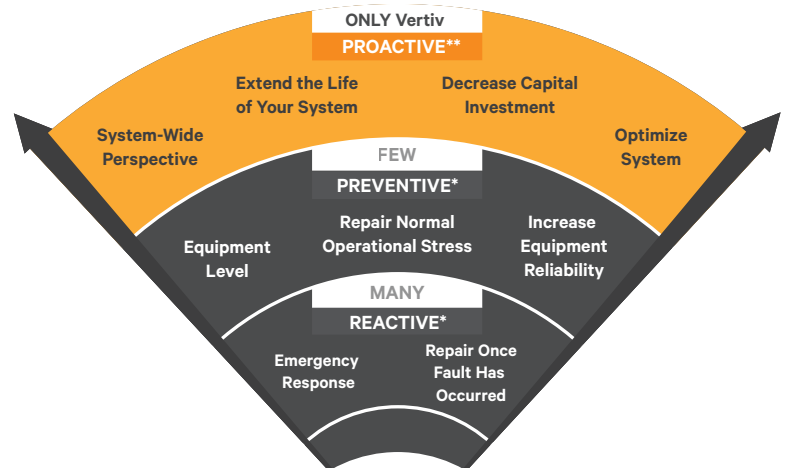 ONLY Vertiv
PROACTIVE**
Extend the Life
of Your System
Decrease Capital
Investment
System-Wide
Perspective
Optimize
System
FEW
PREVENTIVE*
Repair Normal
Operational Stress
Increase
Equipment
Reliability
Equipment
Level
MANY
REACTIVE*
Emergency
Response
Repair Once
Fault Has
Occurred